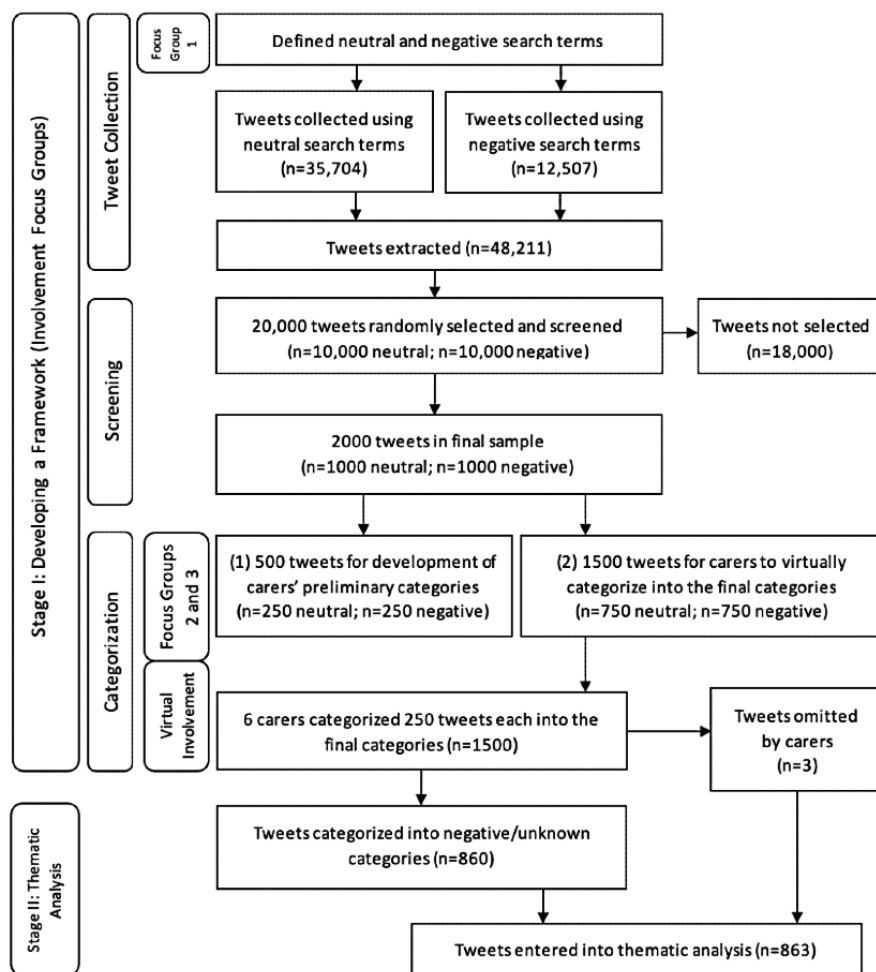 Stage I: Developing a Framework (Involvement Focus Groups)
Tweet Collection
Focus
Group
1
Defined neutral and negative search terms
Tweets collected using
neutral search terms
(n=35,704)
Tweets collected using
negative search terms
(n=12,507)
Tweets extracted (n=48,211)
Screening
20,000 tweets randomly selected and screened
(n=10,000 neutral; n=10,000 negative)
Tweets not selected
(n=18,000)
2000 tweets in final sample
(n=1000 neutral; n=1000 negative)
Categorization
Focus Groups
2 and 3
(1) 500 tweets for development of
carers' preliminary categories
(n=250 neutral; n=250 negative)
(2) 1500 tweets for carers to virtually
categorize into the final categories
(n=750 neutral; n=750 negative)
Virtual
Involvement
6 carers categorized 250 tweets each into the
final categories (n=1500)
Tweets omitted
by carers
(n=3)
Stage II: Thematic
Analysis
Tweets categorized into negative/unknown
categories (n=860)
Tweets entered into thematic analysis (n=863)